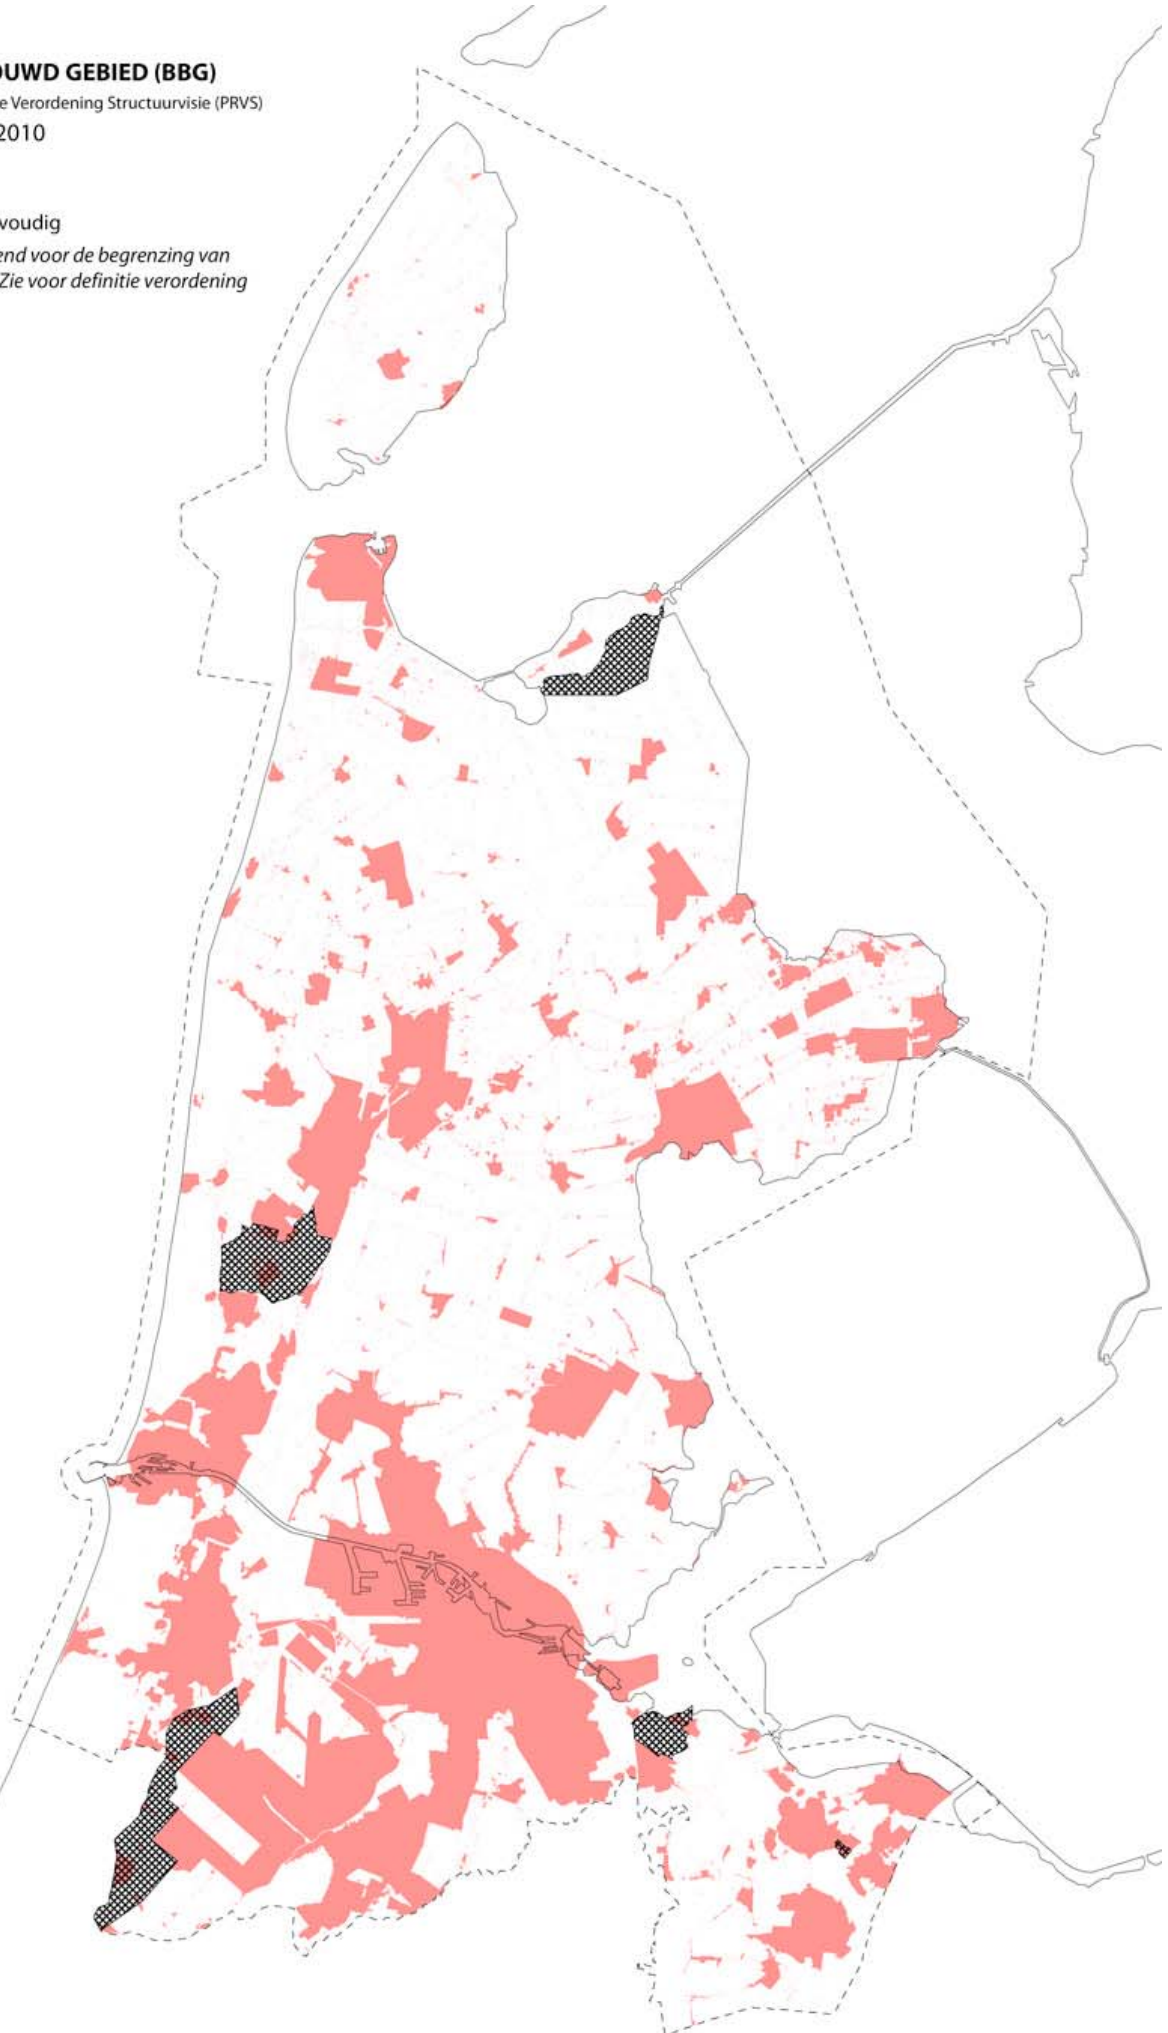 OUWD GEBIED (BBG)
e Verordening Structuurvisie (PRVS)
2010
voudig
end voor de begrenzing van
Zie voor definitie verordening